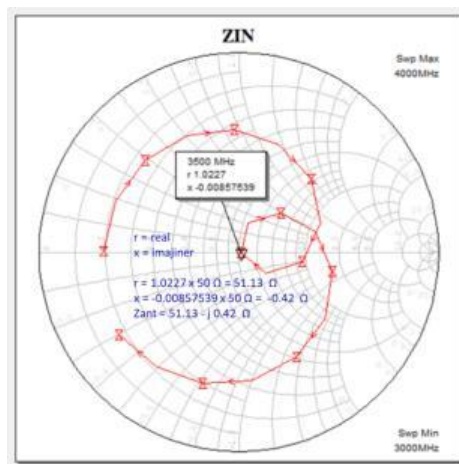 ZIN
Swp Max
4000MHz
3500 MHz
r 1.0227
x -0.00857539
r = real
x = imajiner
r = 1.0227 x 50 Ω = 51.13 Ω
x = -0.00857539 x 50 Ω = -0.42 Ω
Zant = 51.13 - j 0.42 Ω
Swp Min
3000MHz